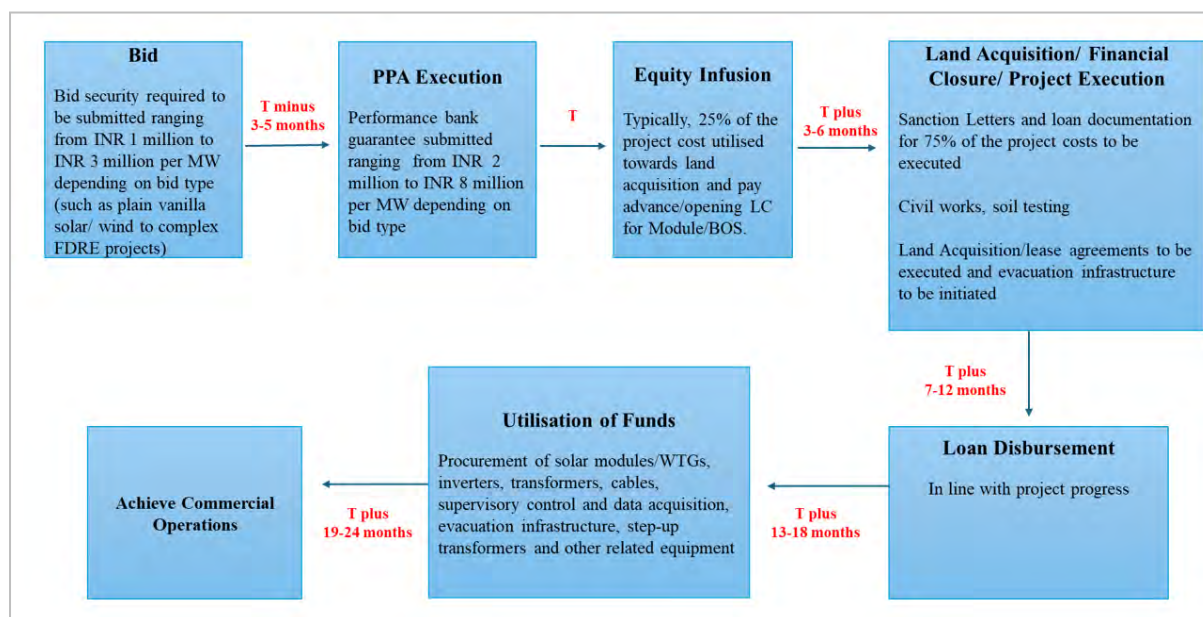 Bid
Bid security required to
be submitted ranging
from INR 1 million to
INR 3 million per MW
depending on bid type
(such as plain vanilla
solar/ wind to complex
FDRE projects)
T minus
3-5 months
PPA Execution
Performance bank
guarantee submitted
ranging from INR 2
million to INR 8 million
per MW depending on
bid type
T
Equity Infusion
Typically, 25% of the
project cost utilised
towards land
acquisition and pay
advance/opening LC
for Module/BOS.
T plus
3-6 months
Land Acquisition/ Financial
Closure/ Project Execution
Sanction Letters and loan documentation
for 75% of the project costs to be
executed
Civil works, soil testing
Land Acquisition/lease agreements to be
executed and evacuation infrastructure
to be initiated
T plus
7-12 months
Loan Disbursement
In line with project progress
T plus
13-18 months
Utilisation of Funds
Procurement of solar modules/WTGs,
inverters, transformers, cables,
supervisory control and data acquisition,
evacuation infrastructure, step-up
transformers and other related equipment
T plus
19-24 months
Achieve Commercial
Operations